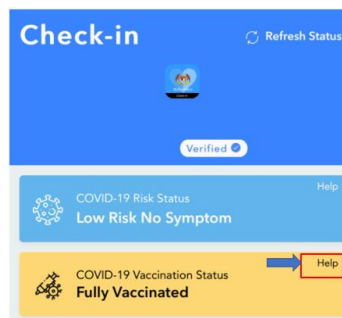 Check-in
Refresh Status
Verified
Help
COVID-19 Risk Status
Low Risk No Symptom
Help
COVID-19 Vaccination Status
Fully Vaccinated